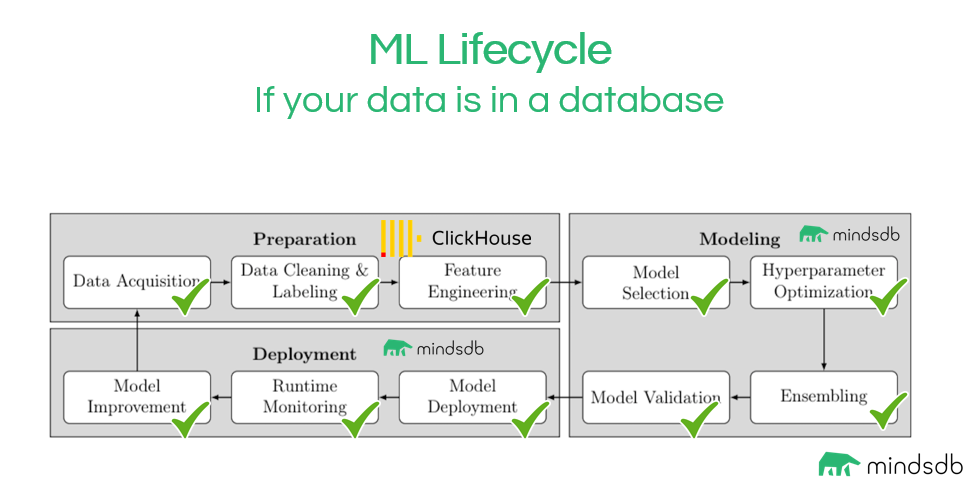 ML Lifecycle
If your data is in a database
Preparation
ClickHouse
Data Acquisition
Data Cleaning &
Labeling
Feature
Engineering
Modeling
mindsdb
Model
Selection
Hyperparameter
Optimization
Deployment
mindsdb
Model
Improvement
Runtime
Monitoring
Model
Deployment
Model Validation
Ensembling
mindsdb